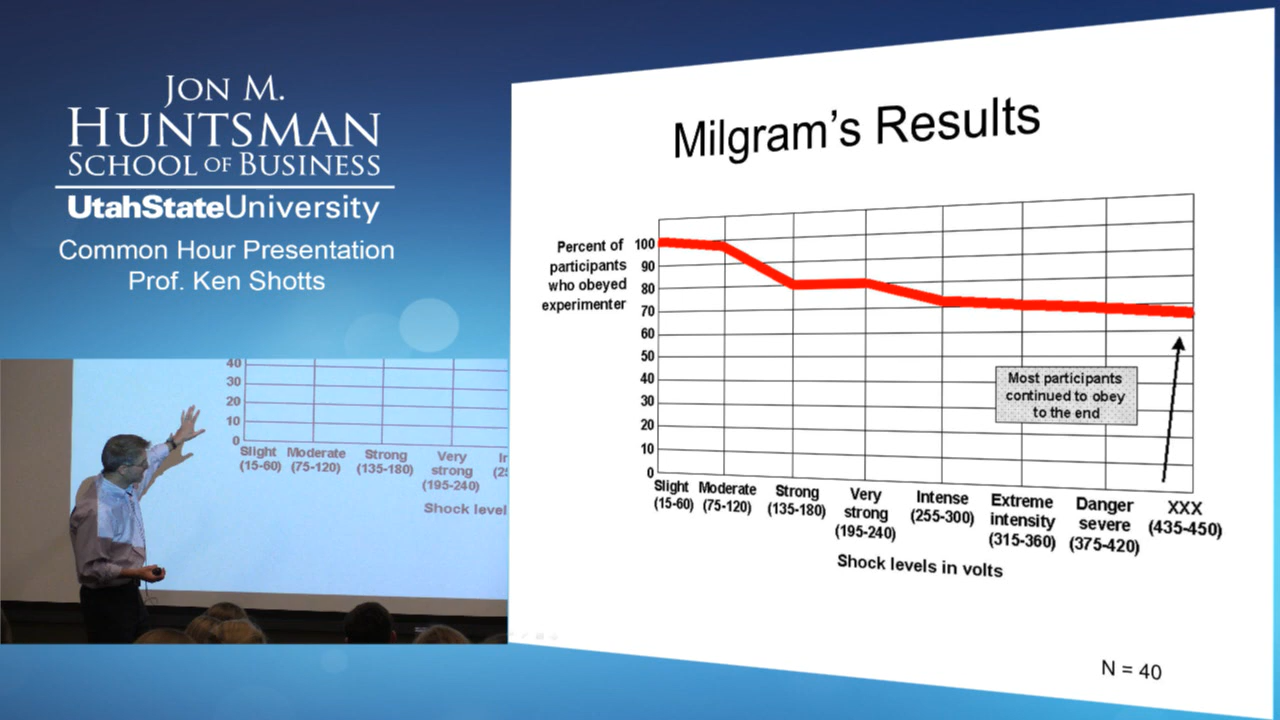 JON M.
HUNTSMAN
SCHOOL OF BUSINESS
UtahStateUniversity
Common Hour Presentation
Prof. Ken Shotts
Milgram's Results
Percent of
participants
who obeyed
experimenter
100
90
80
70
60
50
40
30
20
10
0
Most participants
continued to obey
to the end
Slight
(15-60)
Moderate
(75-120)
Strong
(135-180)
Very
strong
(195-240)
Intense
(255-300)
Extreme
intensity
(315-360)
Danger
severe
(375-420)
XXX
(435-450)
Shock levels in volts
N = 40
40
30
20
10
0
Slight
(15-60)
Moderate
(75-120)
Strong
(135-180)
Very
strong
(195-240)
Shock level